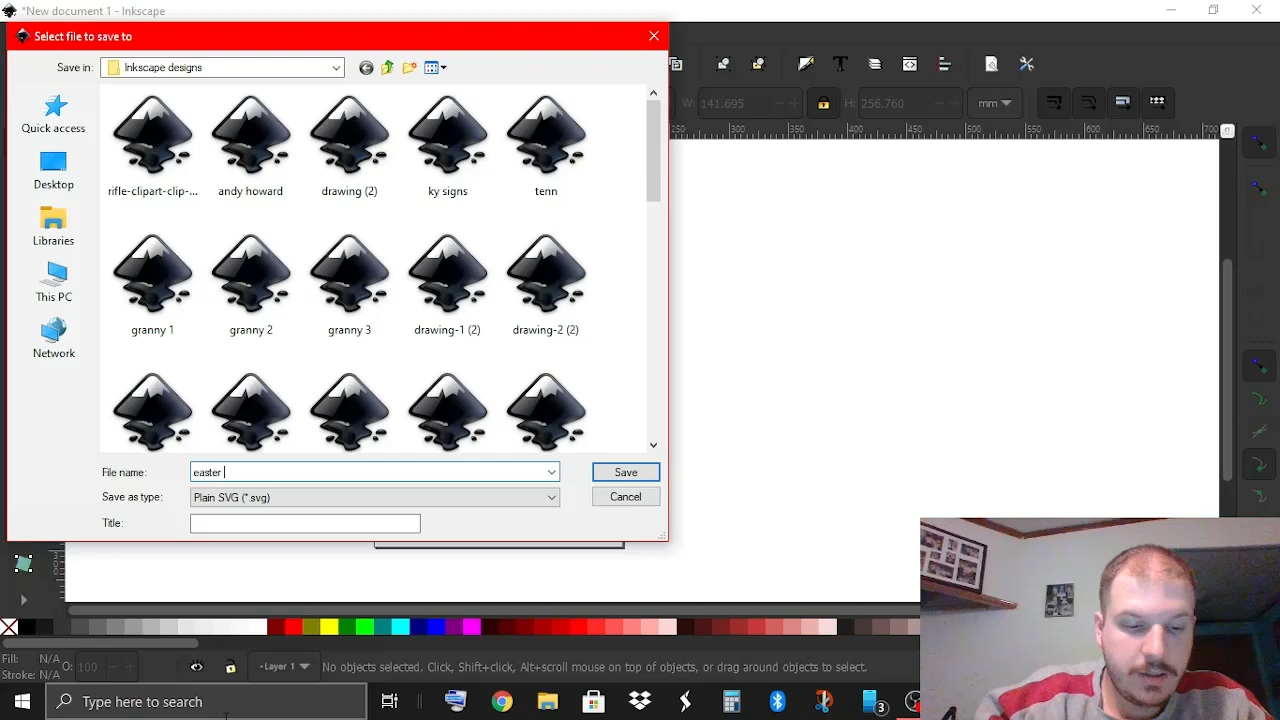 *New document 1 - Inkscape
Select file to save to
Save in:
Inkscape designs
W:
141.695
H:
256.760
mm
250
300
350
400
450
500
550
600
650
700
Quick access
Desktop
Libraries
This PC
Network
rifle-clipart-clip-...
andy howard
drawing (2)
ky signs
tenn
granny 1
granny 2
granny 3
drawing-1 (2)
drawing-2 (2)
File name:
easter
Save
Save as type:
Plain SVG (*.svg)
Cancel
Title:
Fill:
N/A
O:
100
Stroke:
N/A
-Layer 1
No objects selected. Click, Shift+click, Alt+scroll mouse on top of objects, or drag around objects to select.
Type here to search
3